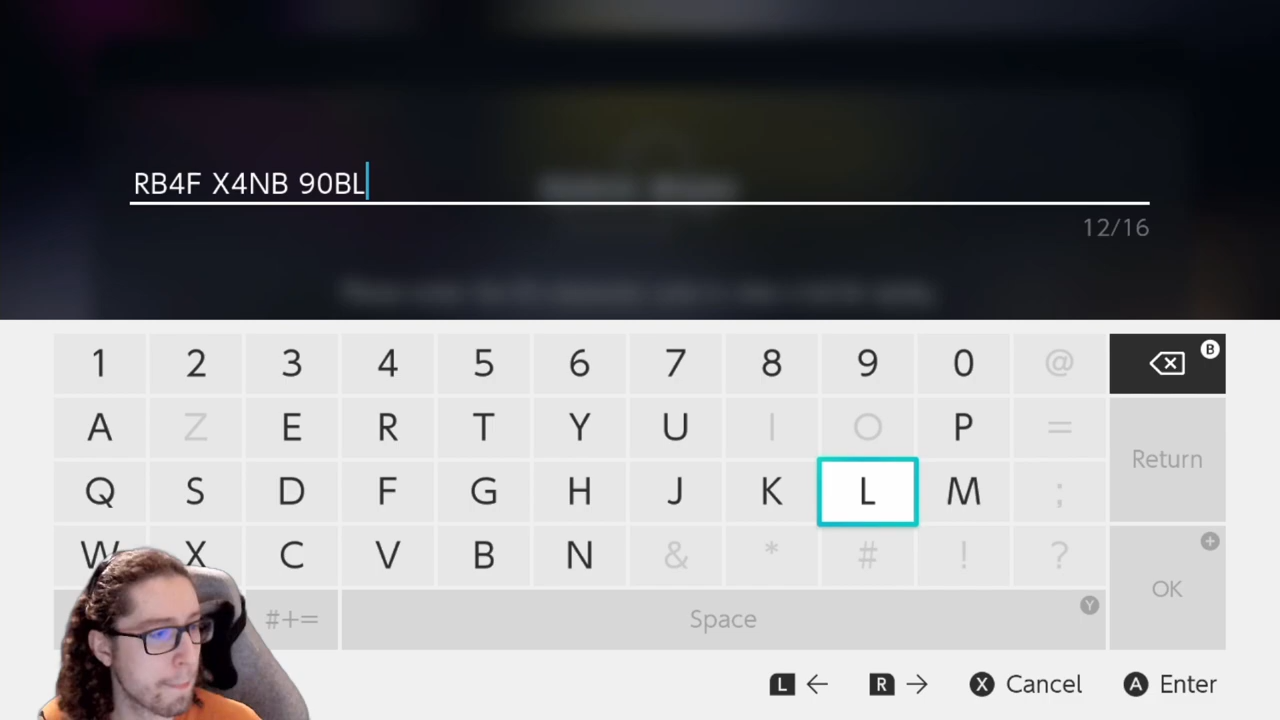 RB4F X4NB 90BL
12/16
1 2 3 4 5 6 7 8 9 0 @ B
A Z E R T Y U I O P = Return
Q S D F G H J K L M ;
W X C V B N & * # ! ? + OK
#+= Space Y
L ← R → X Cancel A Enter